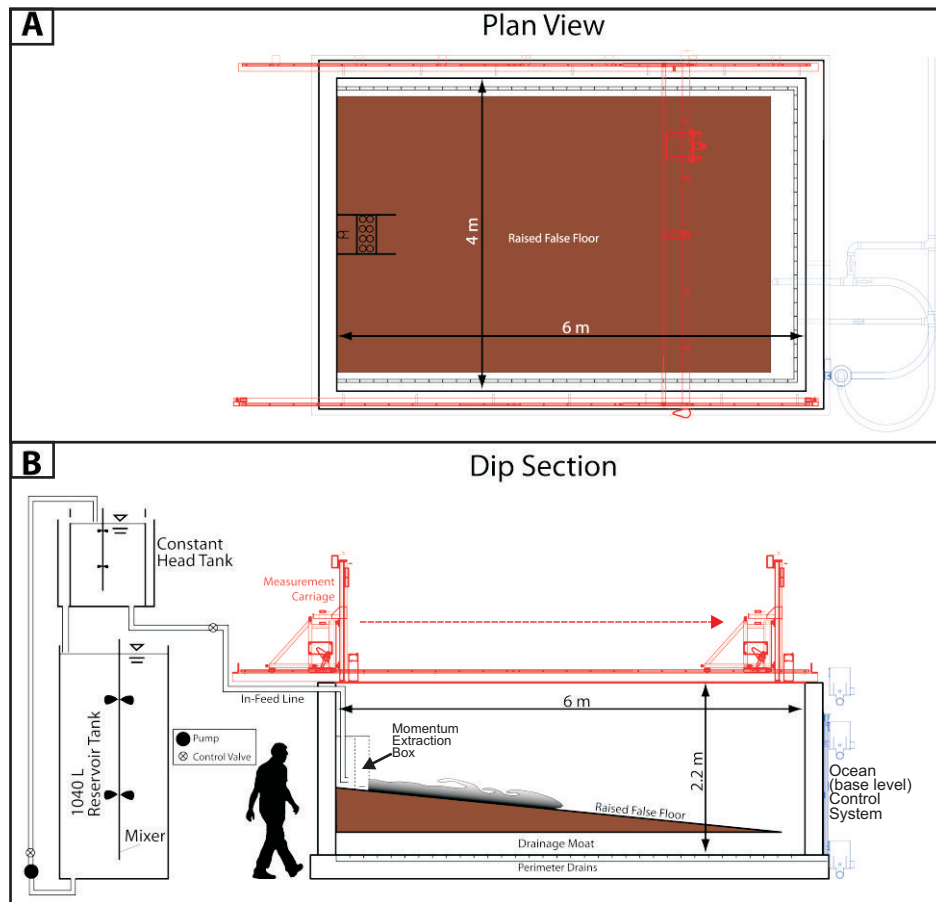 A
Plan View
4 m
Raised False Floor
6 m
B
Dip Section
Constant
Head Tank
Measurement
Carriage
In-Feed Line
6 m
Momentum
Extraction
Box
Pump
Control Valve
1040 L
Reservoir Tank
Mixer
2.2 m
Raised False Floor
Ocean
(base level)
Control
System
Drainage Moat
Perimeter Drains